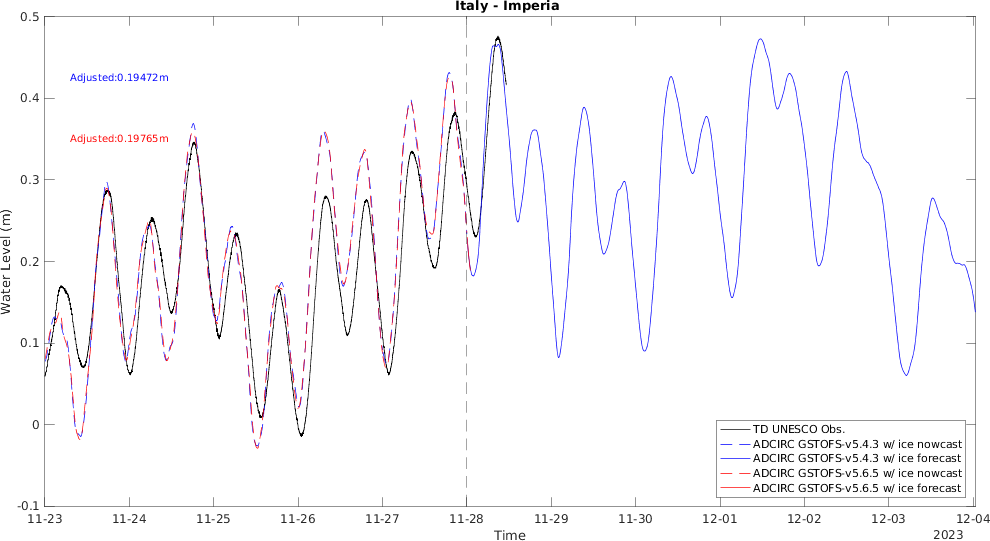 Italy - Imperia
0.5
0.4
0.3
0.2
0.1
0
-0.1
Water Level (m)
Adjusted:0.19472m
Adjusted:0.19765m
TD UNESCO Obs.
ADCIRC GSTOFS-v5.4.3 w/ ice nowcast
ADCIRC GSTOFS-v5.4.3 w/ ice forecast
ADCIRC GSTOFS-v5.6.5 w/ ice nowcast
ADCIRC GSTOFS-v5.6.5 w/ ice forecast
11-23 11-24 11-25 11-26 11-27 11-28 11-29 11-30 12-01 12-02 12-03 12-04
Time
2023